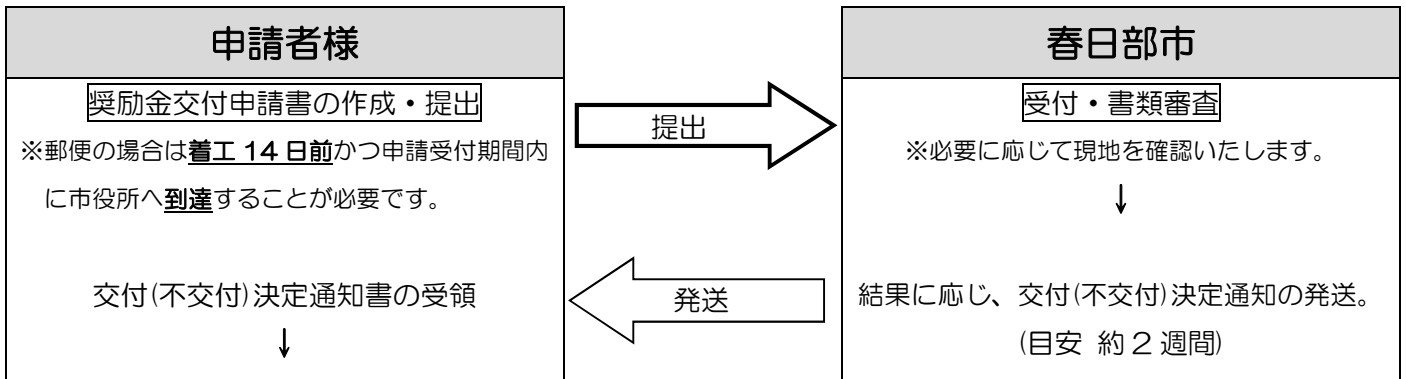 申請者様
奨励金交付申請書の作成・提出
※郵便の場合は着工 14 日前かつ申請受付期間内
に市役所へ到達することが必要です。
提出
春日部市
受付・書類審査
※必要に応じて現地を確認いたします。
↓
結果に応じ、交付(不交付)決定通知の発送。
(目安 約 2 週間)
発送
交付(不交付)決定通知書の受領
↓